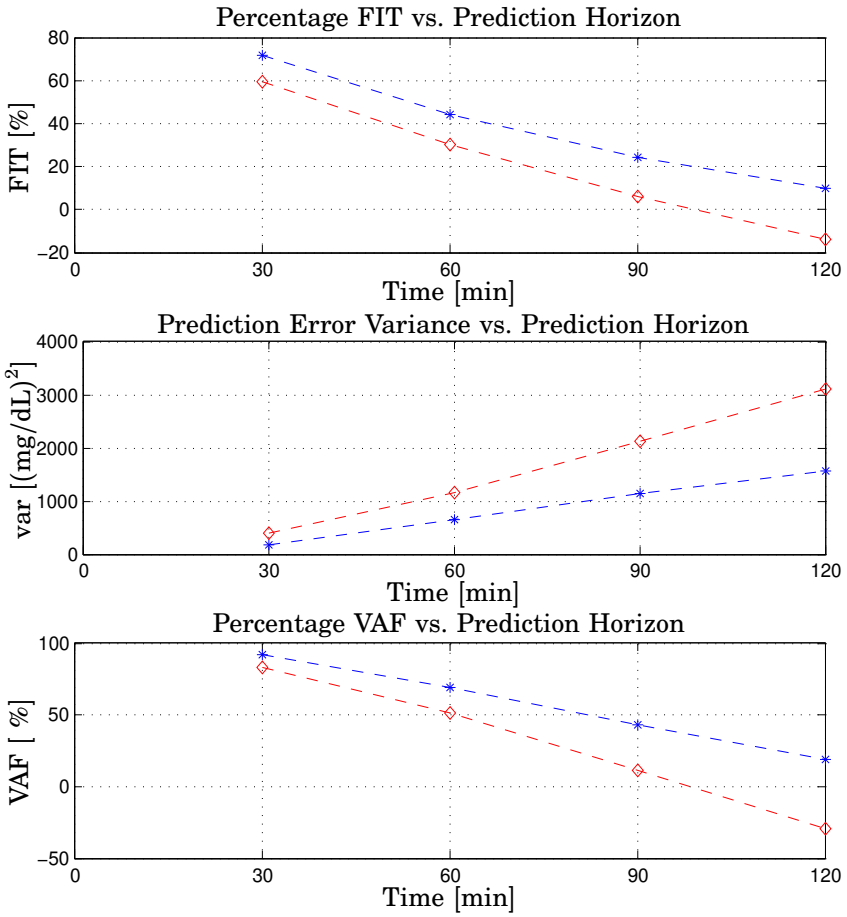 Percentage FIT vs. Prediction Horizon
80
60
40
20
0
−20
FIT [%]
0 30 60 90 120
Time [min]
Prediction Error Variance vs. Prediction Horizon
4000
3000
2000
1000
0
var [(mg/dL)²]
0 30 60 90 120
Time [min]
Percentage VAF vs. Prediction Horizon
100
50
0
−50
VAF [ %]
0 30 60 90 120
Time [min]